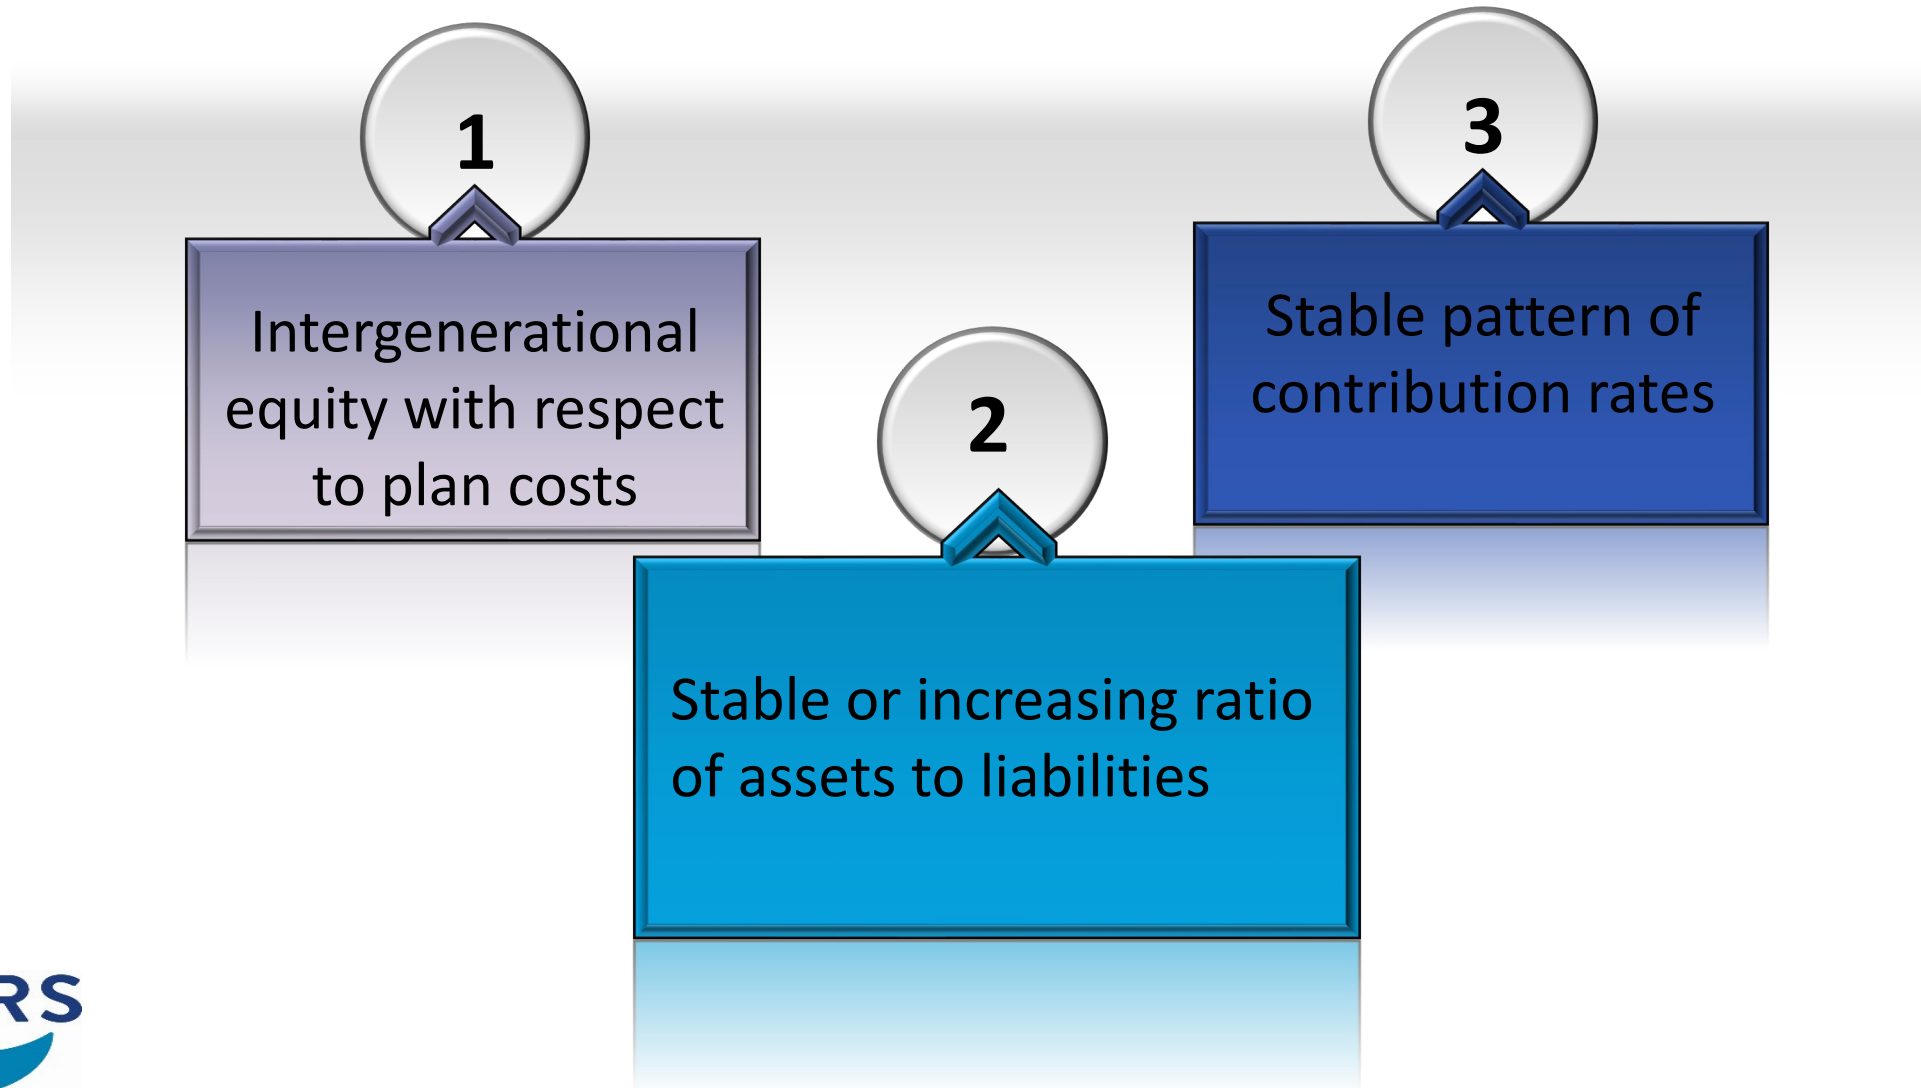 1
Intergenerational
equity with respect
to plan costs
2
Stable or increasing ratio
of assets to liabilities
3
Stable pattern of
contribution rates
RS